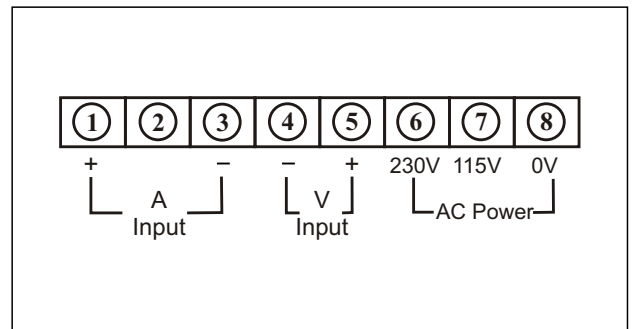 1 2 3 4 5 6 7 8
+ − − + 230V 115V 0V
A V AC Power
Input Input